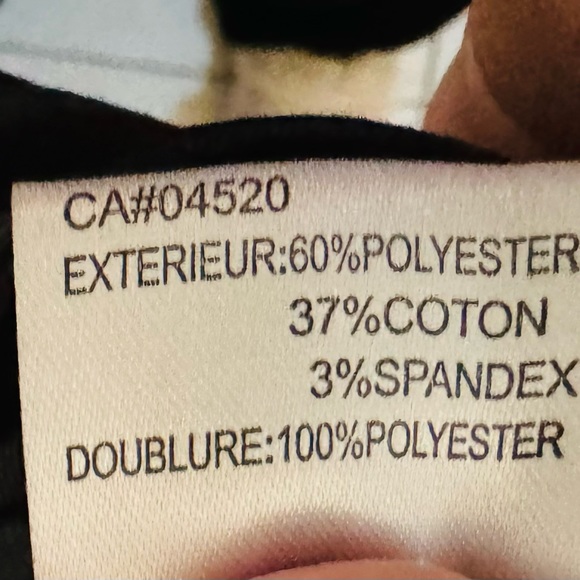 CA#04520
EXTERIEUR:60%POLYESTER
37%COTON
3%SPANDEX
DOUBLURE:100%POLYESTER